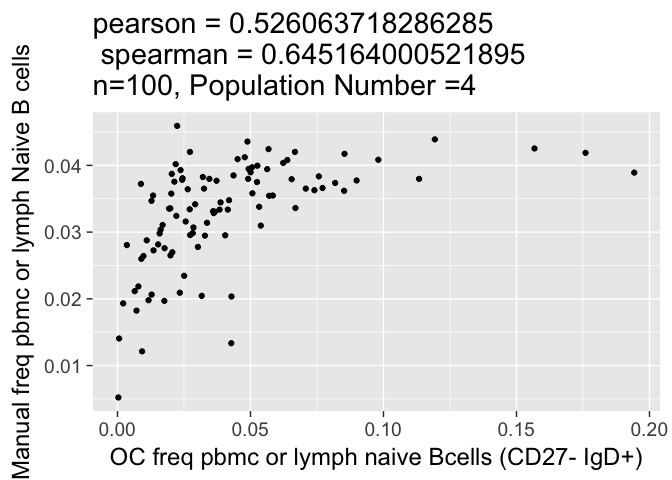 pearson = 0.526063718286285
spearman = 0.645164000521895
n=100, Population Number =4
Manual freq pbmc or lymph Naive B cells
0.04
0.03
0.02
0.01
0.00 0.05 0.10 0.15 0.20
OC freq pbmc or lymph naive Bcells (CD27- IgD+)